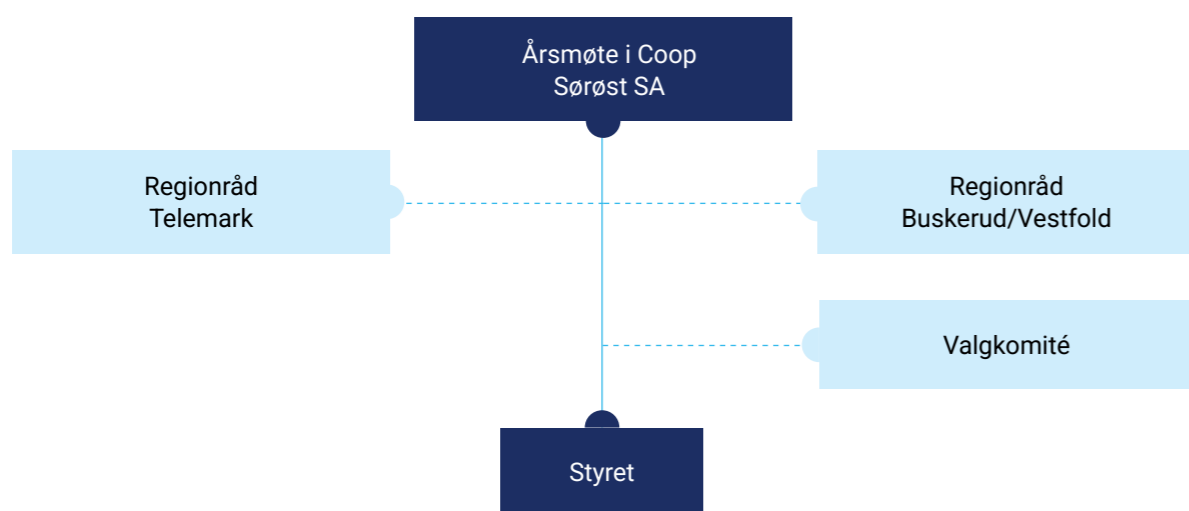 Årsmøte i Coop
Sørøst SA
Regionråd
Telemark
Regionråd
Buskerud/Vestfold
Valgkomité
Styret